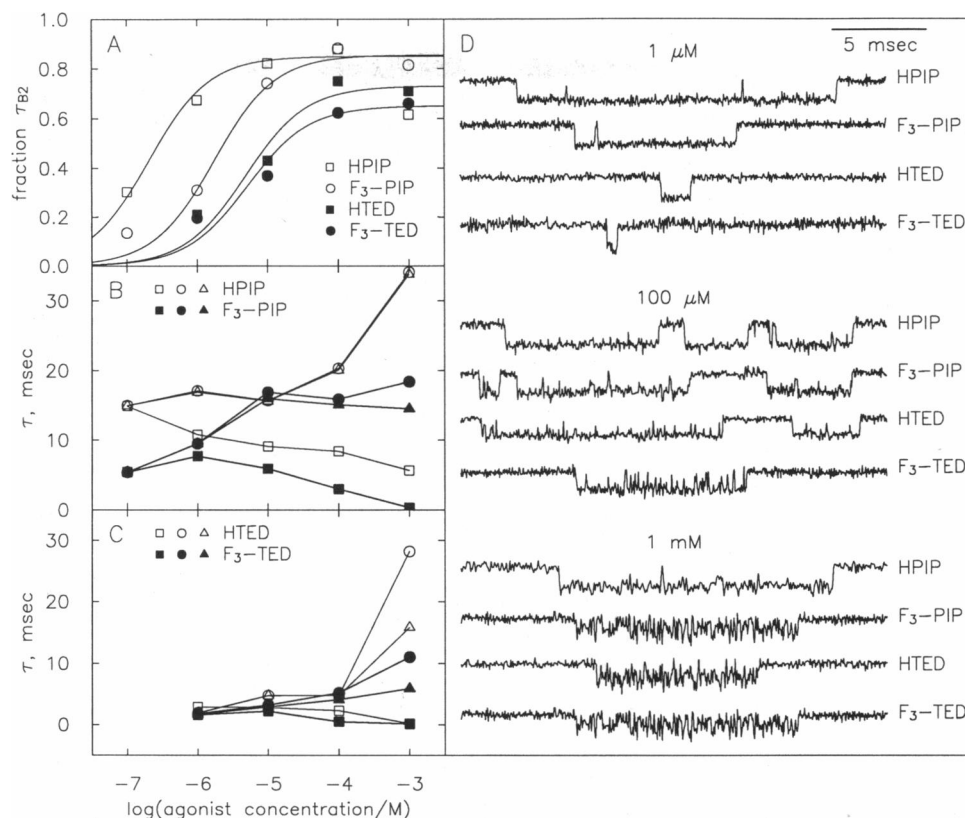 A
1.0
0.8
0.6
0.4
0.2
0.0
fraction τB2
HPIP
F3-PIP
HTED
F3-TED
B
30
20
10
0
τ, msec
HPIP
F3-PIP
C
30
20
10
0
τ, msec
HTED
F3-TED
-7 -6 -5 -4 -3
log(agonist concentration/M)
D
5 msec
1 μM
HPIP
F3-PIP
HTED
F3-TED
100 μM
HPIP
F3-PIP
HTED
F3-TED
1 mM
HPIP
F3-PIP
HTED
F3-TED